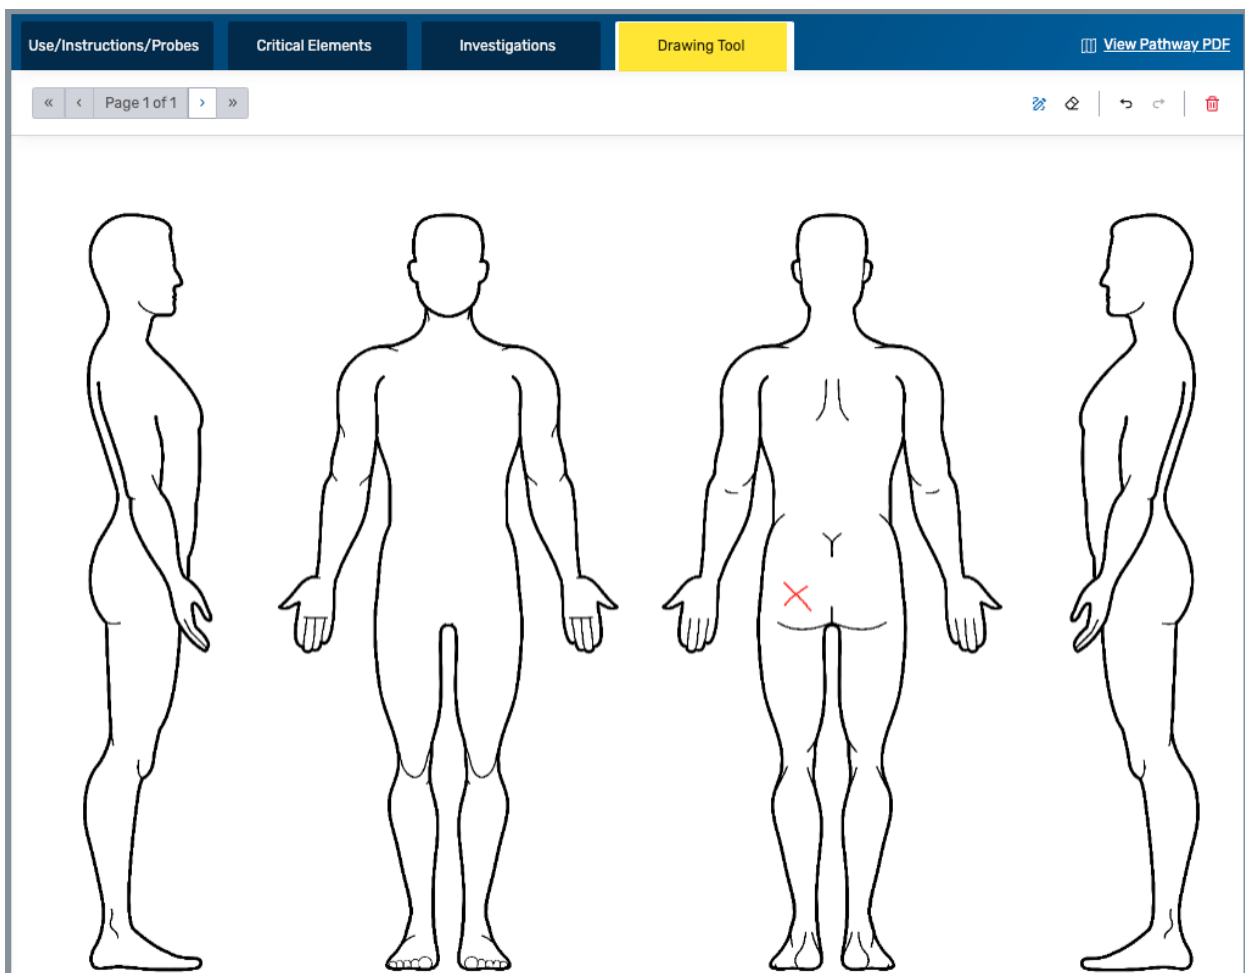 Use/Instructions/Probes
Critical Elements
Investigations
Drawing Tool
View Pathway PDF
« ‹ Page 1 of 1 › »